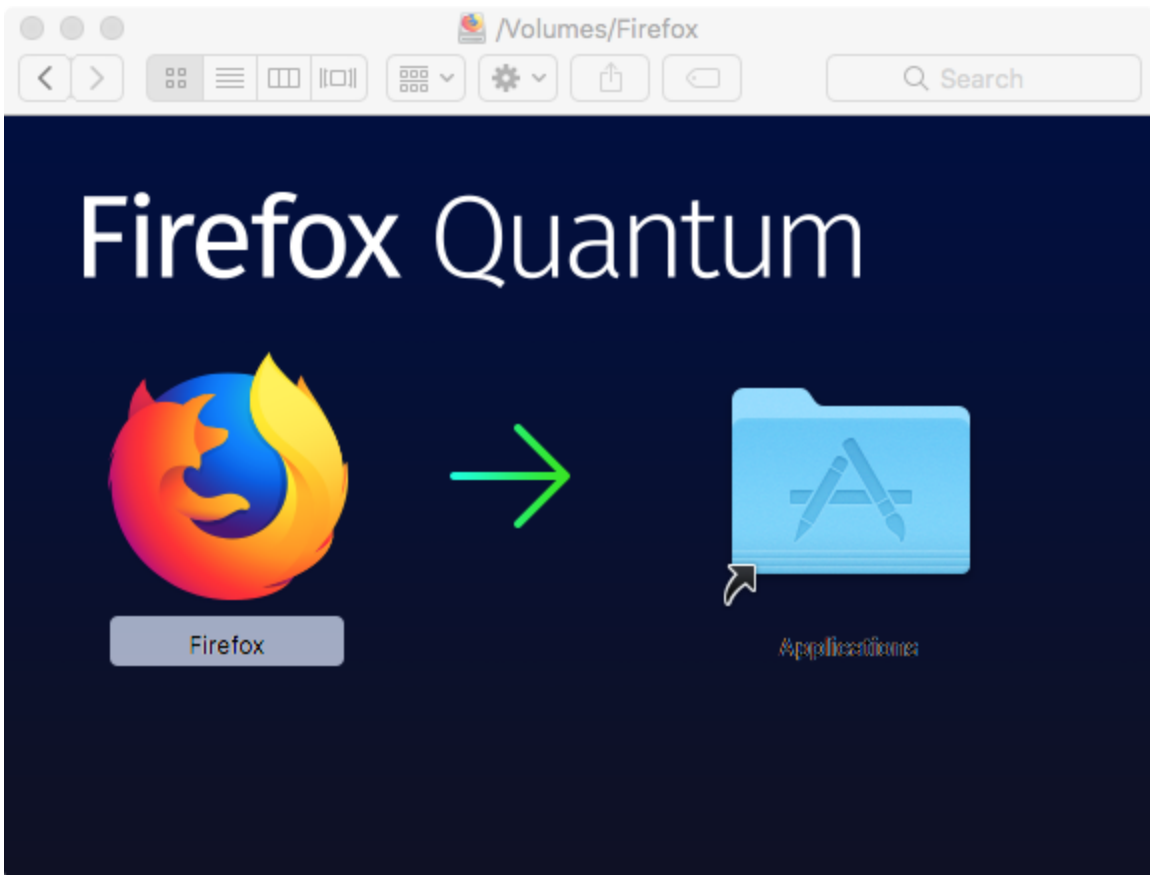 /Volumes/Firefox
Search
Firefox Quantum
Firefox
Applications